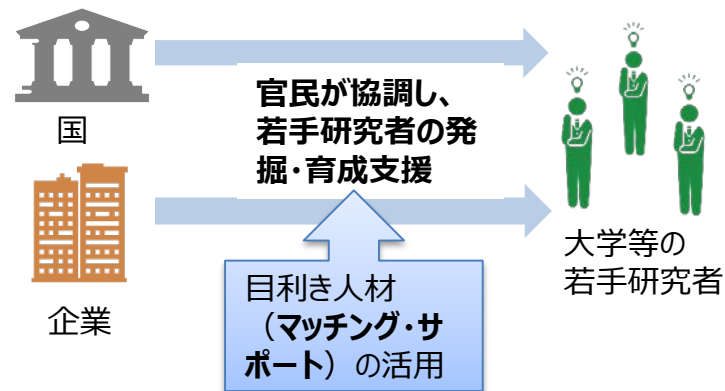 国
官民が協調し、
若手研究者の発
掘・育成支援
企業
大学等の
若手研究者
目利き人材
（マッチング・サ
ポート）の活用